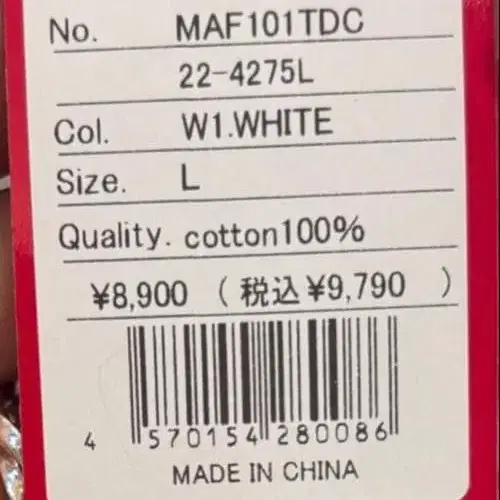 No. MAF101TDC
22-4275L
Col. W1.WHITE
Size. L
Quality. cotton100%
¥8,900 ( 税込 ¥9,790 )
4 570154 280086
MADE IN CHINA